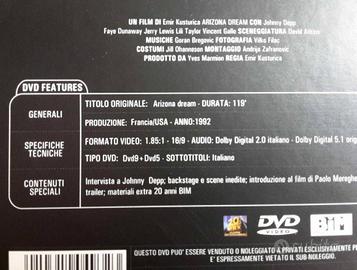 UN FILM DI Emir Kusturica ARIZONA DREAM CON Johnny Depp
Faye Dunaway Jerry Lewis Lili Taylor Vincent Gallo SCENEGGIATURA David Atkins
MUSICHE Goran Bregovic FOTOGRAFIA Vilko Filac
COSTUMI Jill Ohanneson MONTAGGIO Andrija Zafranovic
PRODOTTO DA Yves Marmion REGIA Emir Kusturica
DVD FEATURES
GENERALI
TITOLO ORIGINALE: Arizona dream - DURATA: 119'
PRODUZIONE: Francia/USA - ANNO:1992
SPECIFICHE TECNICHE
FORMATO VIDEO: 1.85:1 - 16/9 - AUDIO: Dolby Digital 2.0 italiano - Dolby Digital 5.1 orig
TIPO DVD: Dvd9+Dvd5 - SOTTOTITOLI: Italiano
CONTENUTI SPECIALI
Intervista a Johnny Depp; backstage e scene inedite; introduzione al film di Paolo Mereghe
trailer; materiali extra 20 anni BIM
DVD VIDEO
BiM
QUESTO DVD PUO' ESSERE VENDUTO O NOLEGGIATO A PRIVATI ESCLUSIVAMENTE P
E' ESPRESSAMENTE VIETATO IL SUB NOLEGGIO.